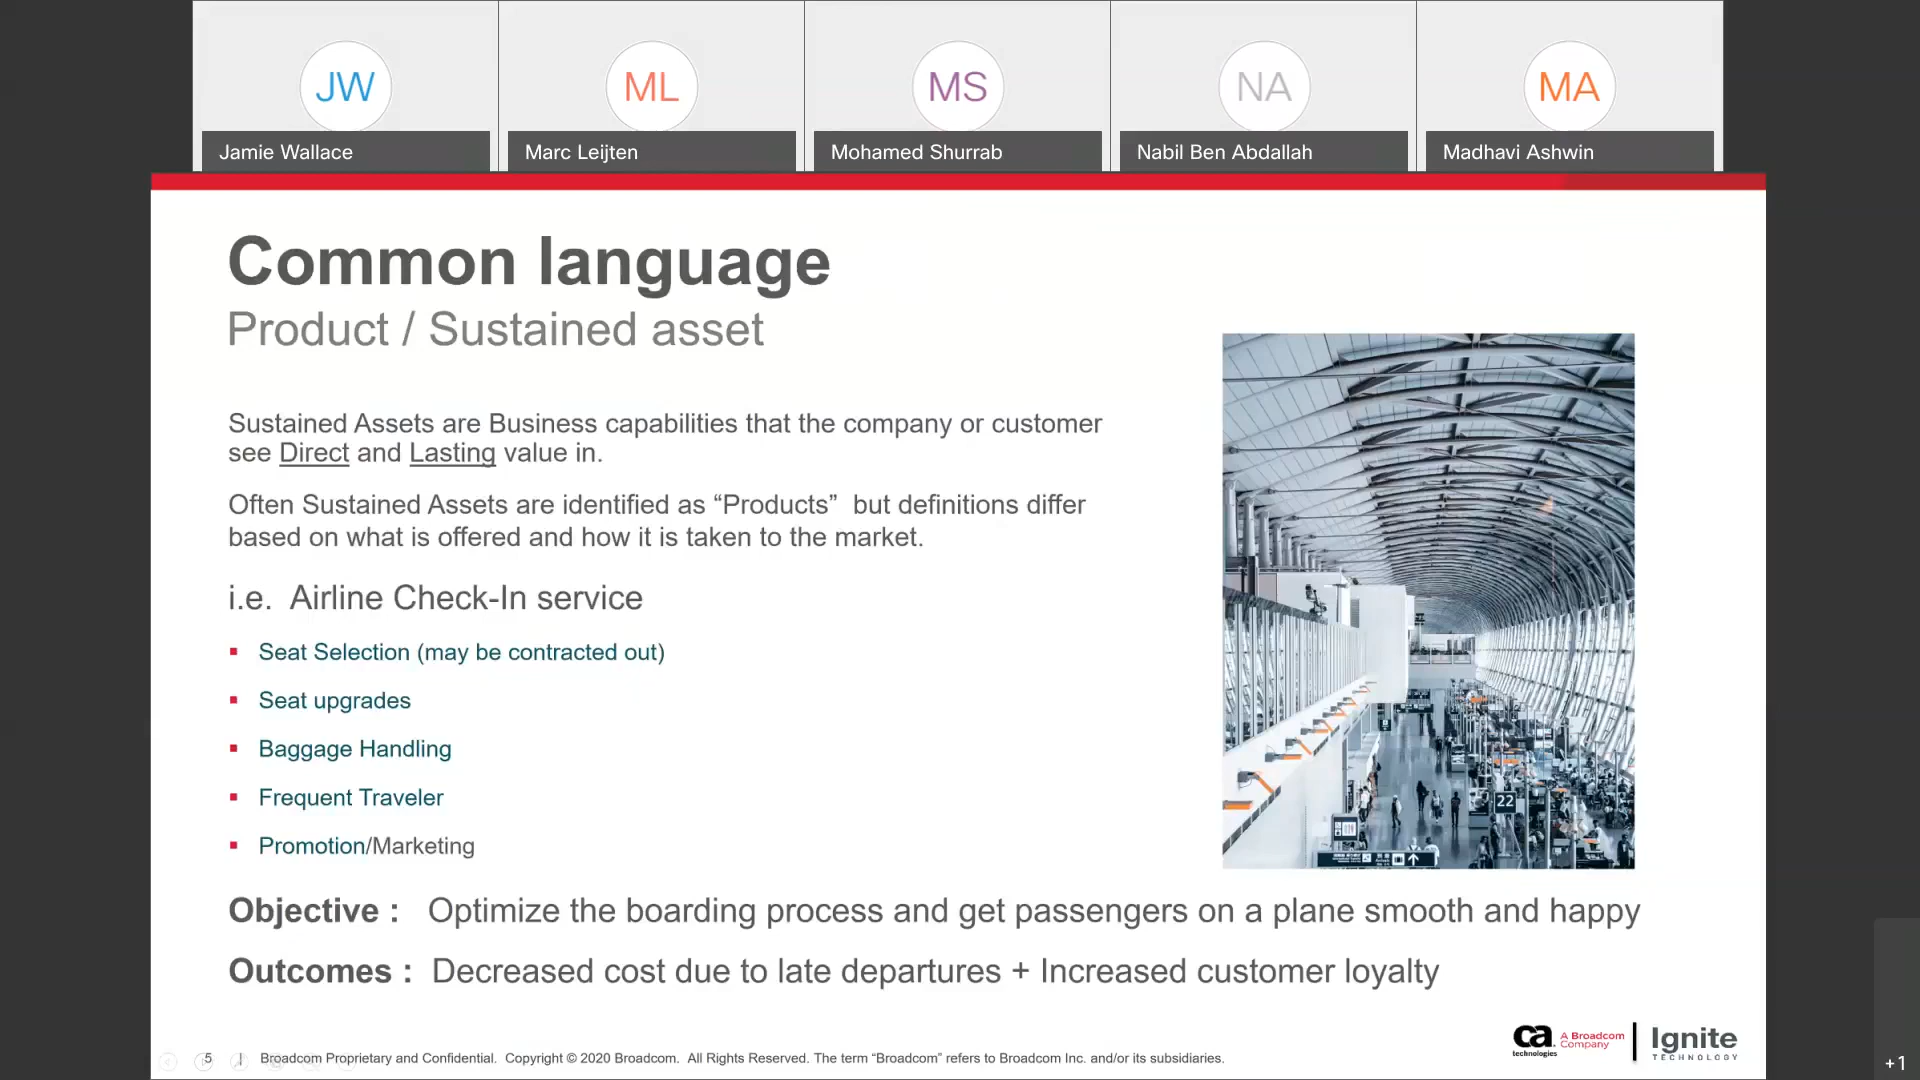 JW
ML
MS
NA
MA
Jamie Wallace
Marc Leijten
Mohamed Shurrab
Nabil Ben Abdallah
Madhavi Ashwin
Common language
Product / Sustained asset
Sustained Assets are Business capabilities that the company or customer
see Direct and Lasting value in.
Often Sustained Assets are identified as “Products”  but definitions differ
based on what is offered and how it is taken to the market.
i.e.  Airline Check-In service
Seat Selection (may be contracted out)
Seat upgrades
Baggage Handling
Frequent Traveler
Promotion/Marketing
22
Objective :   Optimize the boarding process and get passengers on a plane smooth and happy
Outcomes :  Decreased cost due to late departures + Increased customer loyalty
ca technologies
A Broadcom
Company
Ignite
TECHNOLOGY
5 | Broadcom Proprietary and Confidential.  Copyright © 2020 Broadcom.  All Rights Reserved. The term “Broadcom” refers to Broadcom Inc. and/or its subsidiaries.
+1